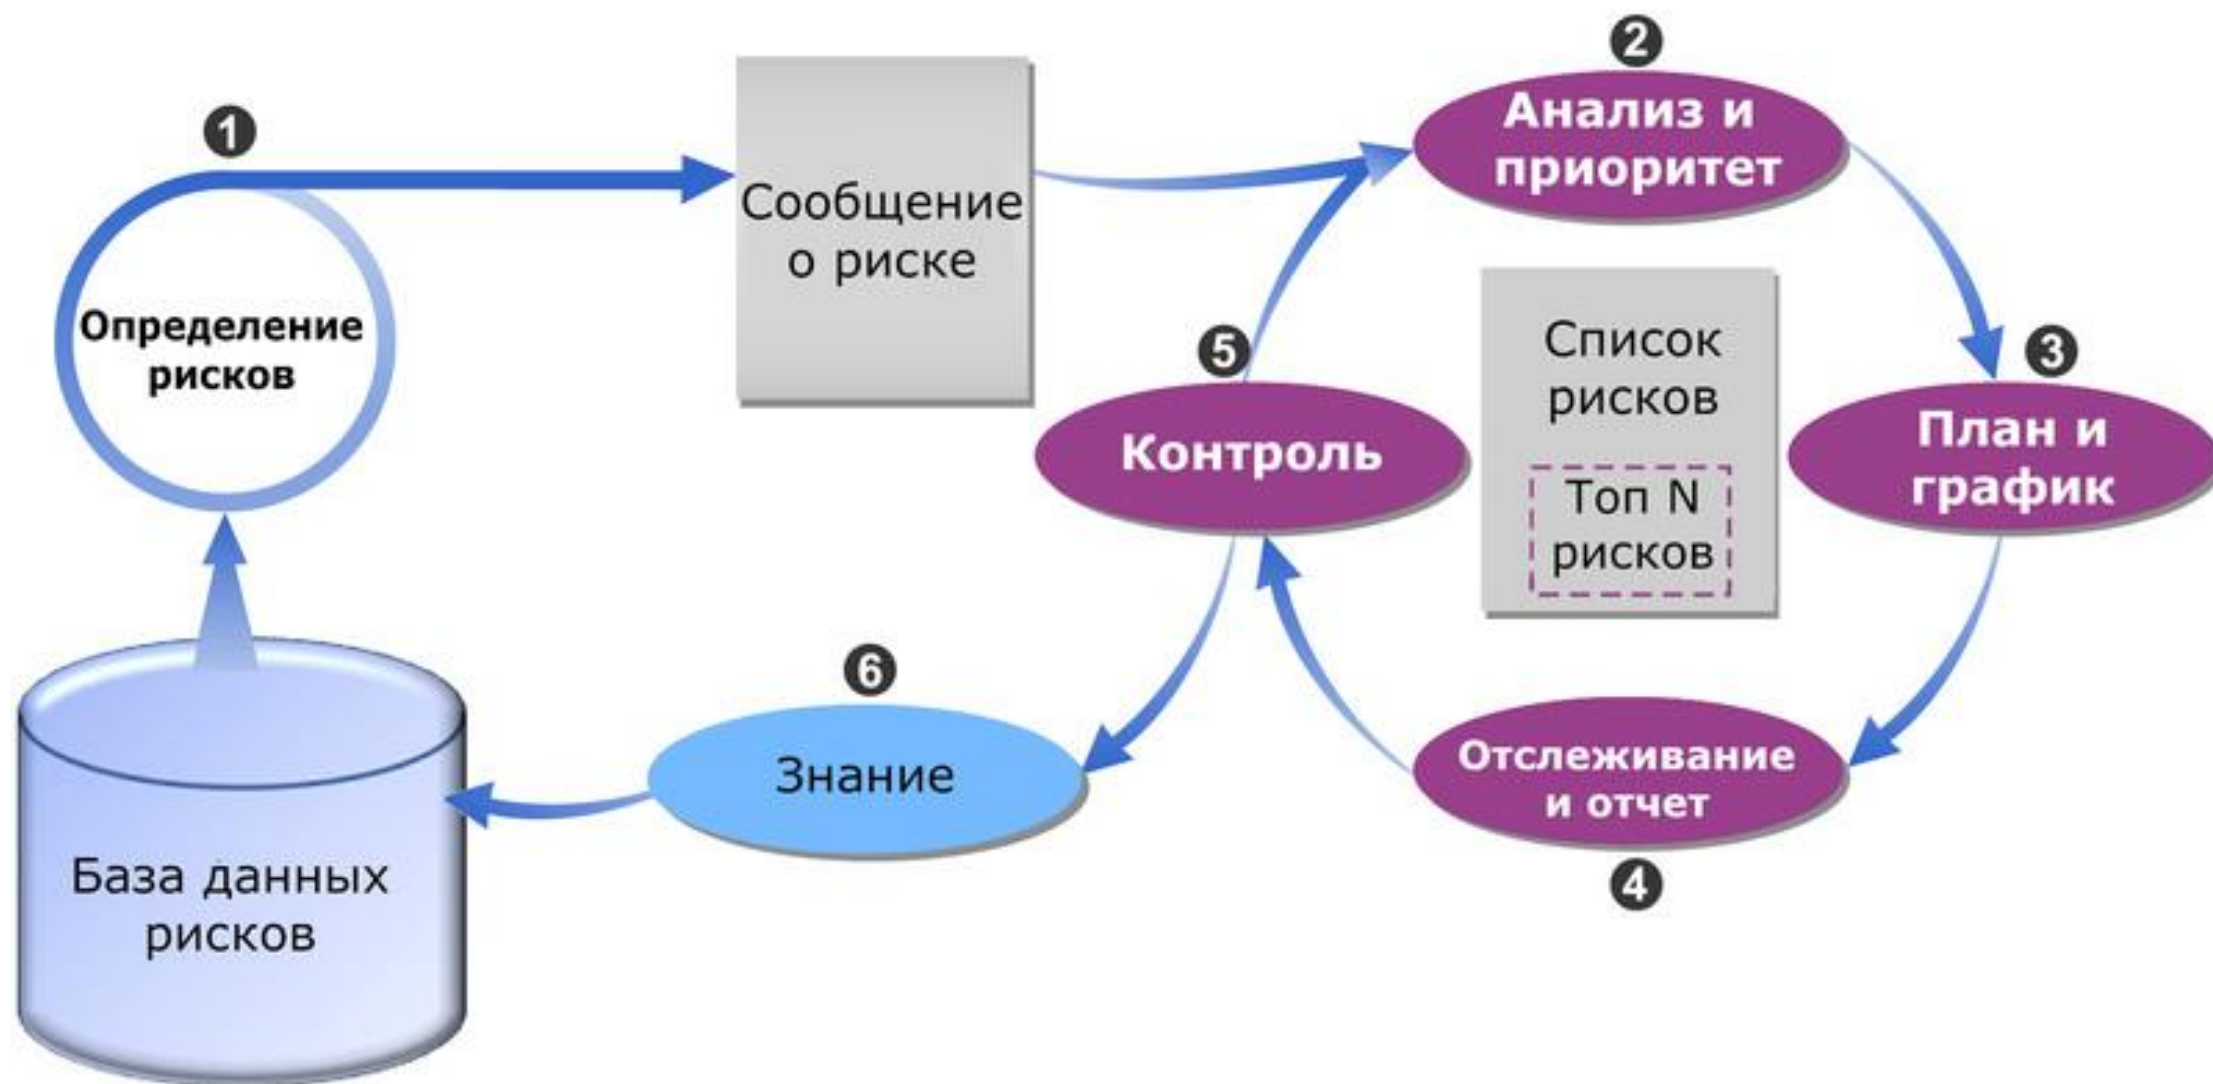 1
Определение
рисков
Сообщение
о риске
2
Анализ и
приоритет
3
План и
график
Список
рисков
Топ N
рисков
4
Отслеживание
и отчет
5
Контроль
6
Знание
База данных
рисков